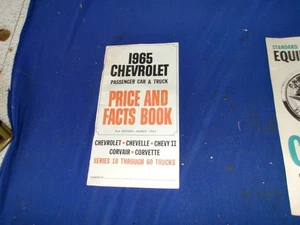 1965
CHEVROLET
PASSENGER CAR & TRUCK
PRICE AND
FACTS BOOK
CHEVROLET • CHEVELLE • CHEVY II
CORVAIR • CORVETTE
SERIES 10 THROUGH 60 TRUCKS
STANDARD
EQUI